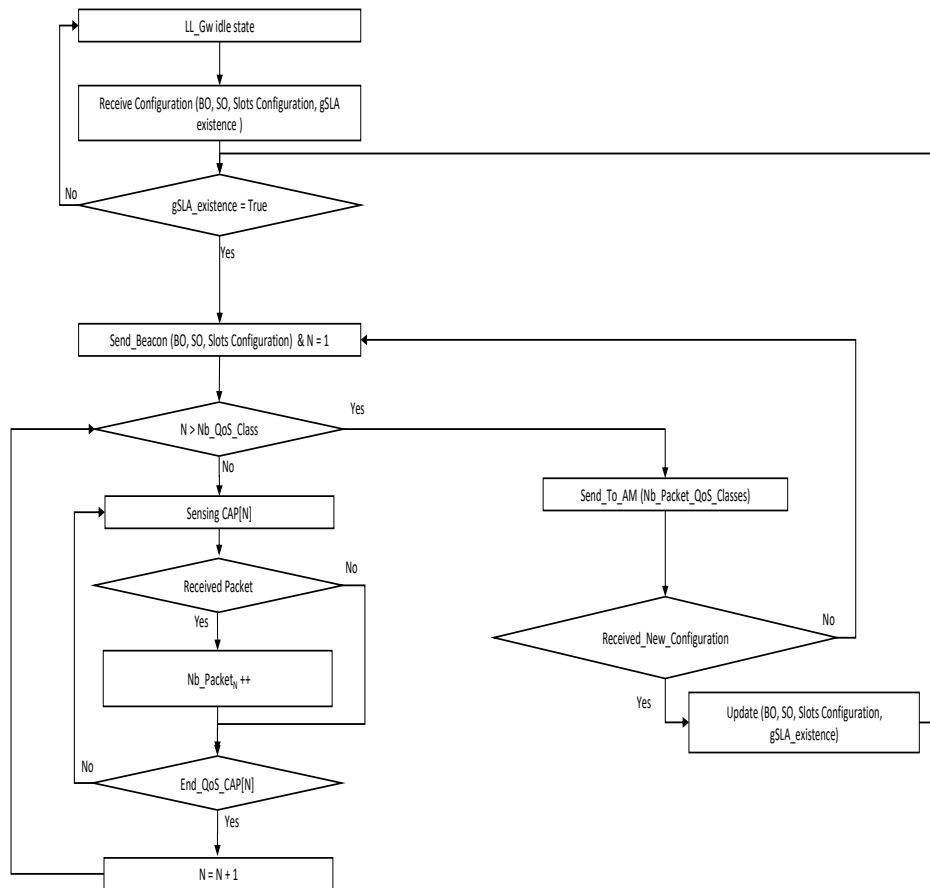 LL_Gw idle state
Receive Configuration (BO, SO, Slots Configuration, gSLA
existence )
No
gSLA_existence = True
Yes
Send_Beacon (BO, SO, Slots Configuration) & N = 1
Yes
N > Nb_QoS_Class
No
Send_To_AM (Nb_Packet_QoS_Classes)
Sensing CAP[N]
No
Received Packet
Yes
No
Received_New_Configuration
Nb_PacketN ++
Yes
Update (BO, SO, Slots Configuration,
gSLA_existence)
No
End_QoS_CAP[N]
Yes
N = N + 1